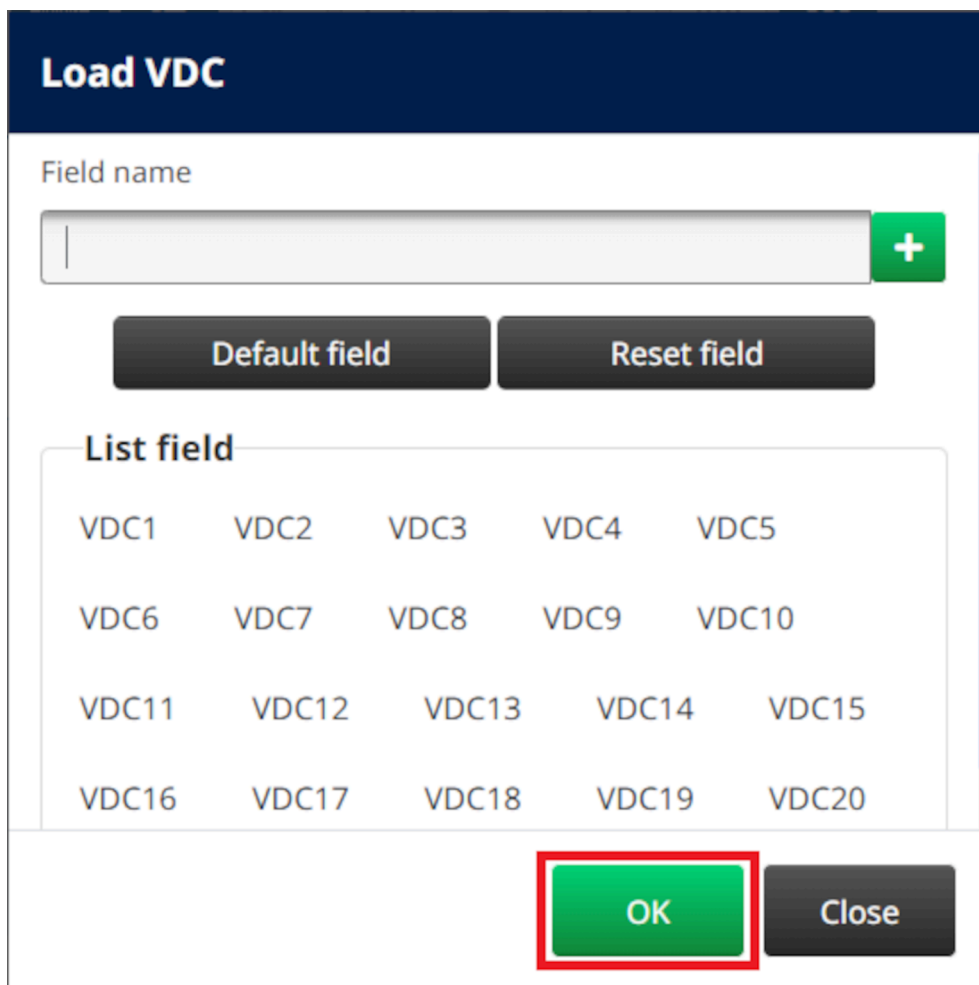 Load VDC
Field name
+
Default field Reset field
List field
VDC1 VDC2 VDC3 VDC4 VDC5
VDC6 VDC7 VDC8 VDC9 VDC10
VDC11 VDC12 VDC13 VDC14 VDC15
VDC16 VDC17 VDC18 VDC19 VDC20
OK Close